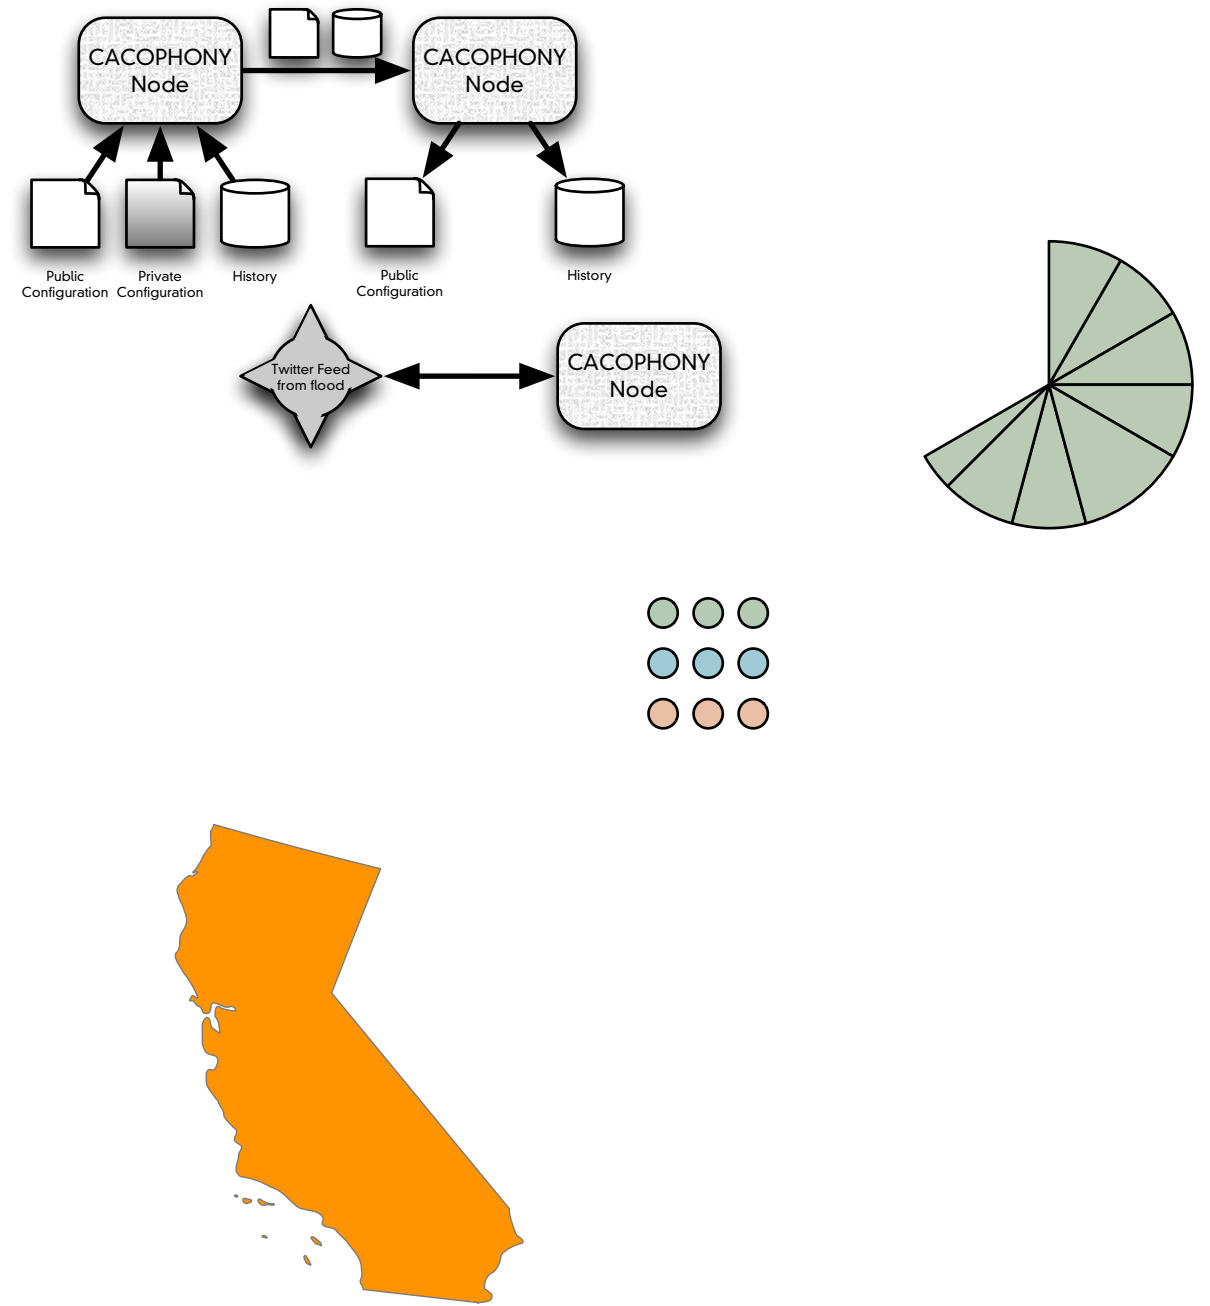 CACOPHONY
Node
CACOPHONY
Node
Public
Configuration
Private
Configuration
History
Public
Configuration
History
Twitter Feed
from flood
CACOPHONY
Node